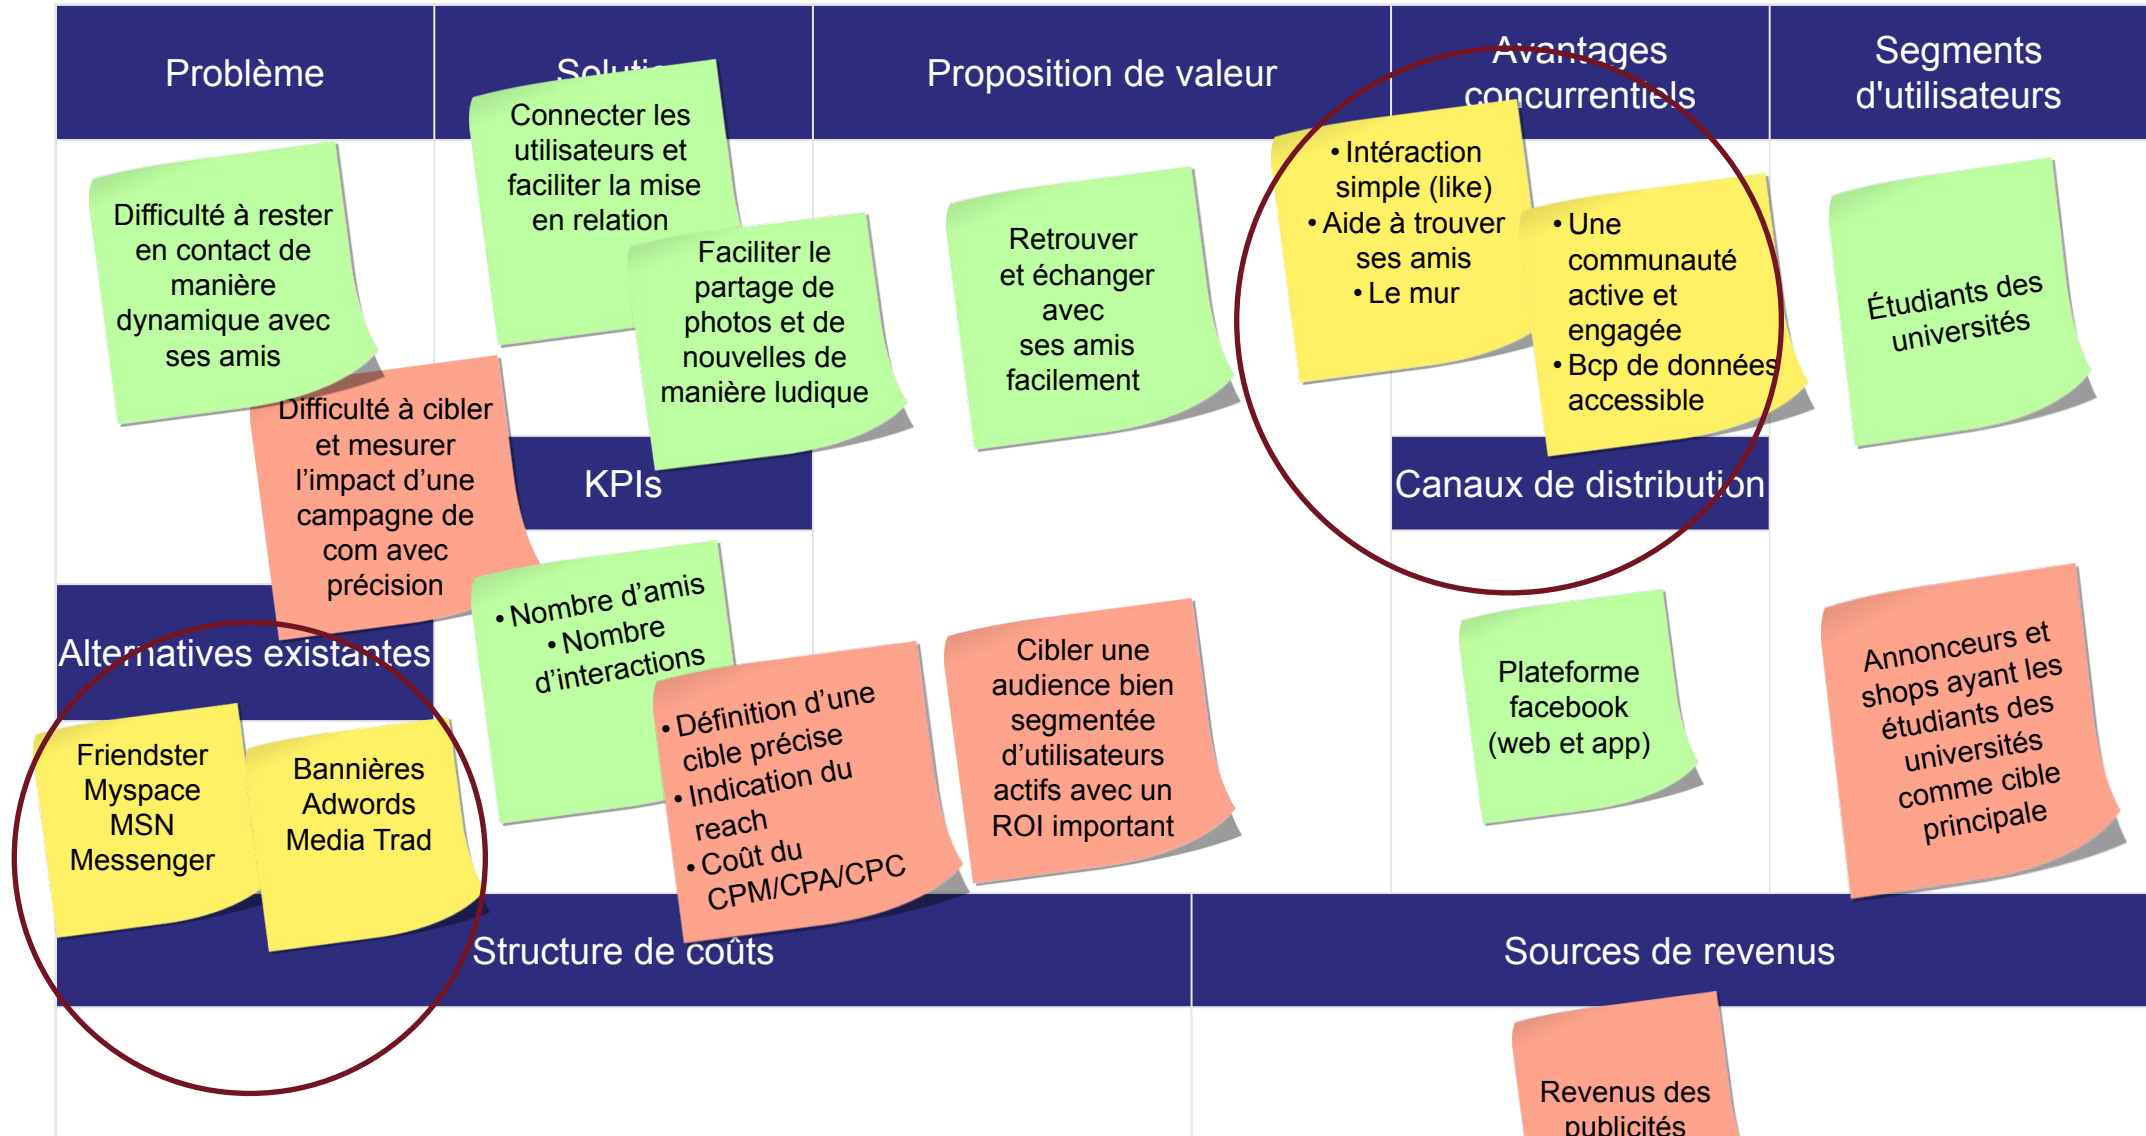 Problème
Solution
Proposition de valeur
Avantages
concurrentiels
Segments
d'utilisateurs
Difficulté à rester
en contact de
manière
dynamique avec
ses amis
Difficulté à cibler
et mesurer
l'impact d'une
campagne de
com avec
précision
Connecter les
utilisateurs et
faciliter la mise
en relation
Faciliter le
partage de
photos et de
nouvelles de
manière ludique
Retrouver
et échanger
avec
ses amis
facilement
• Intéraction
simple (like)
• Aide à trouver
ses amis
• Le mur
• Une
communauté
active et
engagée
• Bcp de données
accessible
Étudiants des
universités
KPIs
Canaux de distribution
Alternatives existantes
Friendster
Myspace
MSN
Messenger
Bannières
Adwords
Media Trad
• Nombre d'amis
• Nombre
d'interactions
• Définition d'une
cible précise
• Indication du
reach
• Coût du
CPM/CPA/CPC
Cibler une
audience bien
segmentée
d'utilisateurs
actifs avec un
ROI important
Plateforme
facebook
(web et app)
Annonceurs et
shops ayant les
étudiants des
universités
comme cible
principale
Structure de coûts
Sources de revenus
Revenus des
publicités